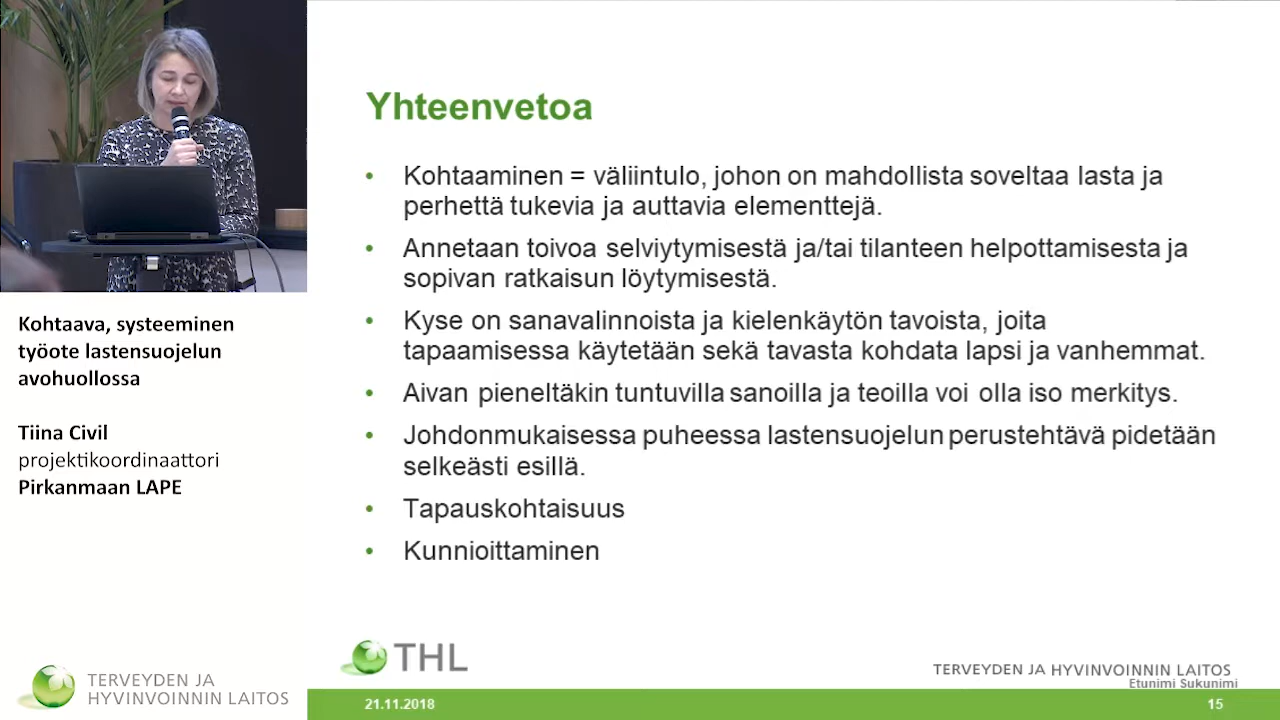 Kohtaava, systeeminen
työote lastensuojelun
avohuollossa
Tiina Civil
projektikoordinaattori
Pirkanmaan LAPE
TERVEYDEN JA
HYVINVOINNIN LAITOS
Yhteenvetoa
• Kohtaaminen = väliintulo, johon on mahdollista soveltaa lasta ja
perhettä tukevia ja auttavia elementtejä.
• Annetaan toivoa selviytymisestä ja/tai tilanteen helpottamisesta ja
sopivan ratkaisun löytymisestä.
• Kyse on sanavalinnoista ja kielenkäytön tavoista, joita
tapaamisessa käytetään sekä tavasta kohdata lapsi ja vanhemmat.
• Aivan pieneltäkin tuntuvilla sanoilla ja teoilla voi olla iso merkitys.
• Johdonmukaisessa puheessa lastensuojelun perustehtävä pidetään
selkeästi esillä.
• Tapauskohtaisuus
• Kunnioittaminen
THL
TERVEYDEN JA HYVINVOINNIN LAITOS
Etunimi Sukunimi
21.11.2018
15